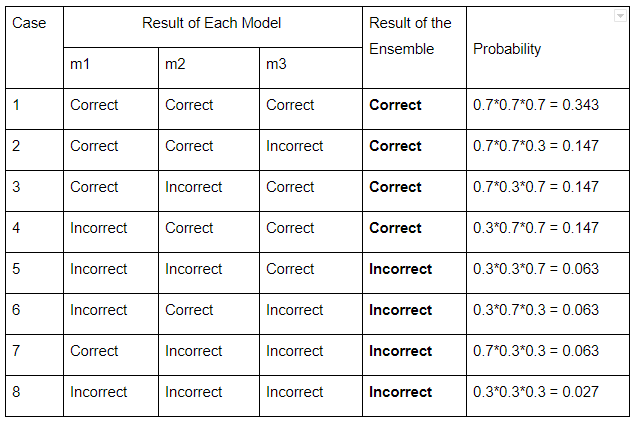 Case Result of Each Model Result of the Ensemble Probability
m1 m2 m3
1 Correct Correct Correct Correct 0.7*0.7*0.7 = 0.343
2 Correct Correct Incorrect Correct 0.7*0.7*0.3 = 0.147
3 Correct Incorrect Correct Correct 0.7*0.3*0.7 = 0.147
4 Incorrect Correct Correct Correct 0.3*0.7*0.7 = 0.147
5 Incorrect Incorrect Correct Incorrect 0.3*0.3*0.7 = 0.063
6 Incorrect Correct Incorrect Incorrect 0.3*0.7*0.3 = 0.063
7 Correct Incorrect Incorrect Incorrect 0.7*0.3*0.3 = 0.063
8 Incorrect Incorrect Incorrect Incorrect 0.3*0.3*0.3 = 0.027